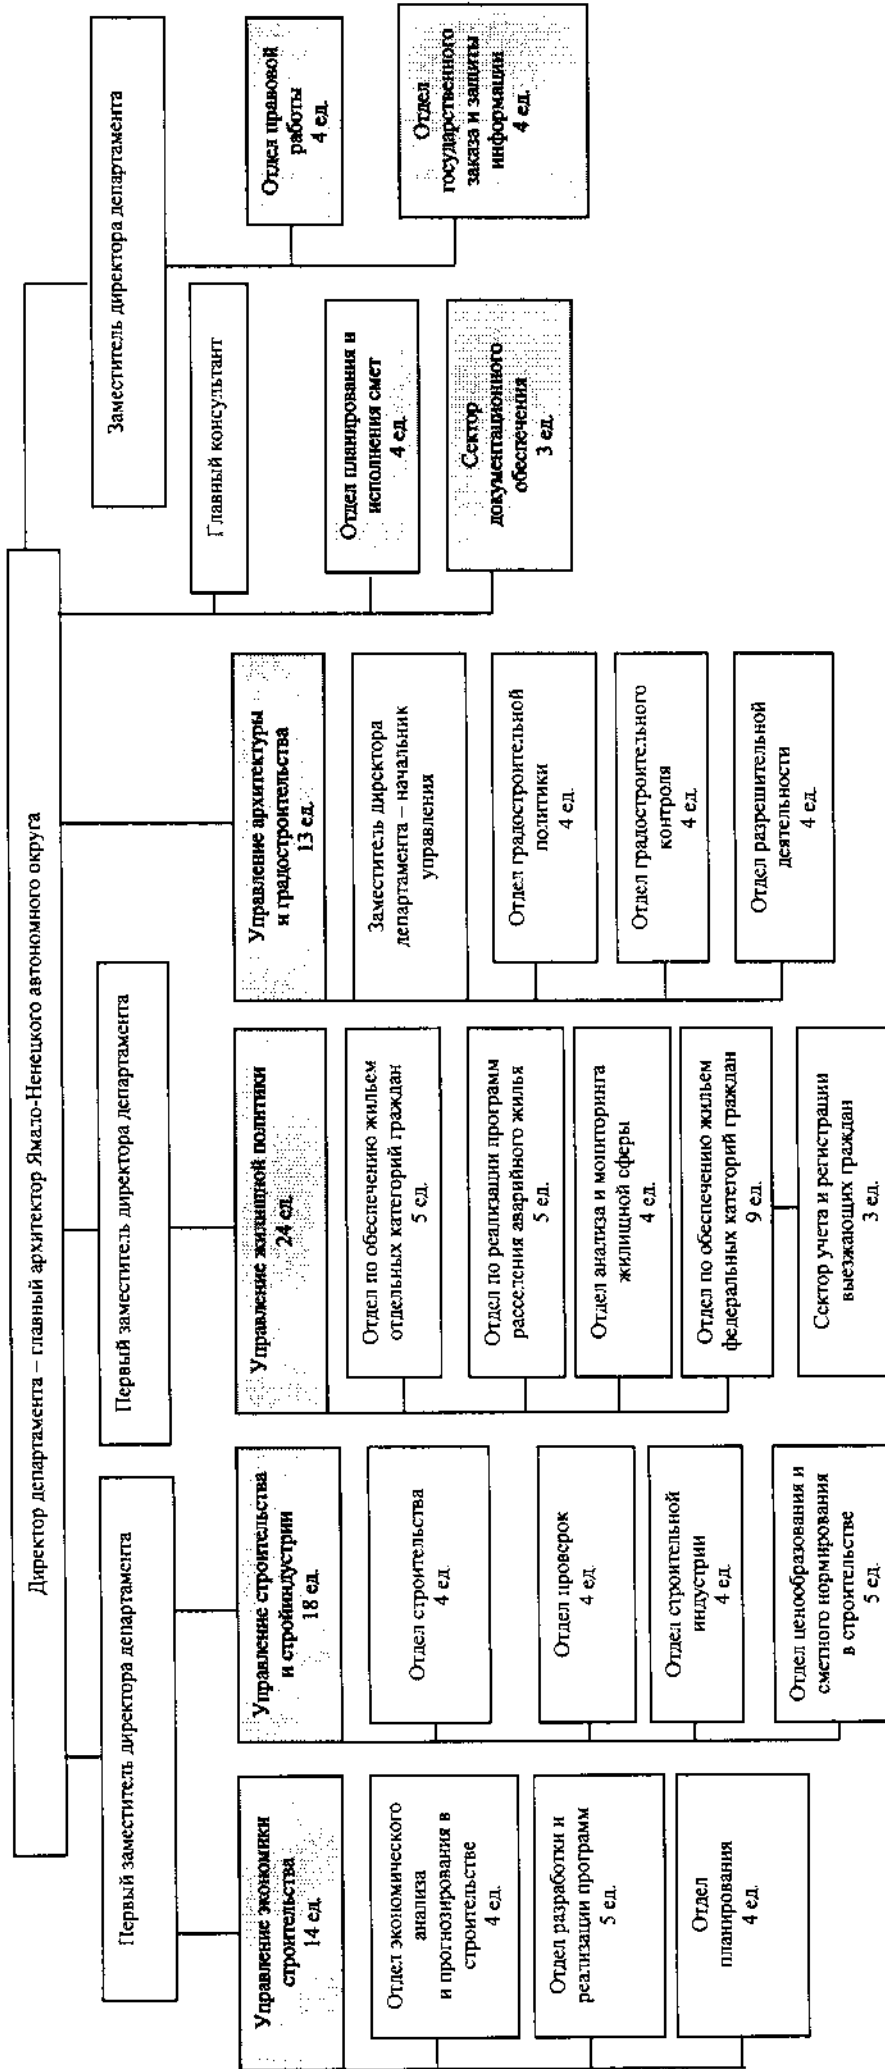 Директор департамента – главный архитектор Ямало-Ненецкого автономного округа
Первый заместитель директора департамента
Первый заместитель директора департамента
Заместитель директора департамента
Управление экономики
строительства
14 ед.
Отдел экономического
анализа
и прогнозирования в
строительстве
4 ед.
Отдел разработки и
реализации программ
5 ед.
Отдел
планирования
4 ед.
Управление строительства
и стройиндустрии
18 ед.
Отдел строительства
4 ед.
Отдел проверок
4 ед.
Отдел строительной
индустрии
4 ед.
Отдел ценообразования и
сметного нормирования
в строительстве
5 ед.
Управление жилищной политики
24 ед.
Отдел по обеспечению жильем
отдельных категорий граждан
5 ед.
Отдел по реализации программ
расселения аварийного жилья
5 ед.
Отдел анализа и мониторинга
жилищной сферы
4 ед.
Отдел по обеспечению жильем
федеральных категорий граждан
9 ед.
Сектор учета и регистрации
выезжающих граждан
3 ед.
Управление архитектуры
и градостроительства
13 ед.
Заместитель директора
департамента – начальник
управления
Отдел градостроительной
политики
4 ед.
Отдел градостроительного
контроля
4 ед.
Отдел разрешительной
деятельности
4 ед.
Главный консультант
Отдел планирования и
исполнения смет
4 ед.
Сектор
документационного
обеспечения
3 ед.
Отдел правовой
работы
4 ед.
Отдел
государственного
заказа и защиты
информации
4 ед.